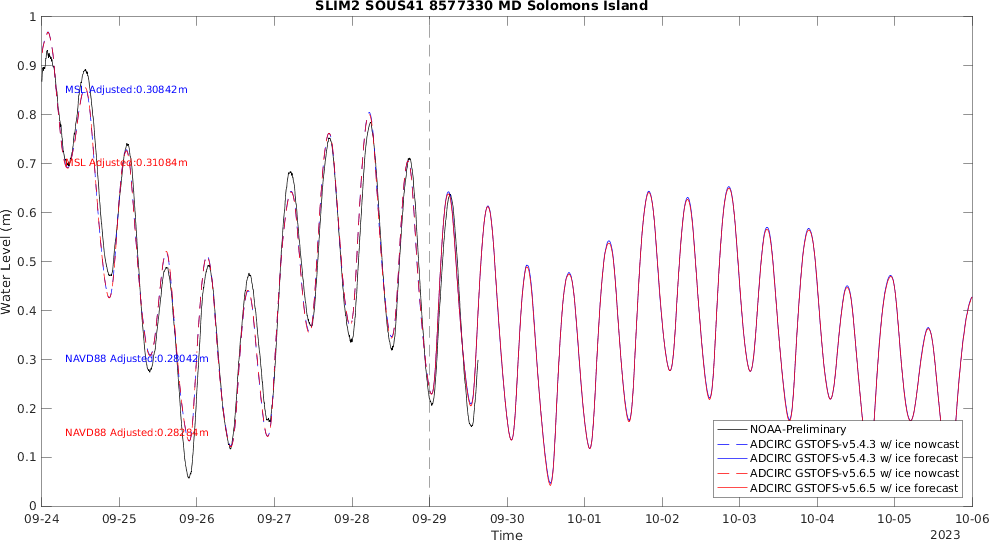 SLIM2 SOUS41 8577330 MD Solomons Island
1
0.9
0.8
0.7
0.6
0.5
0.4
0.3
0.2
0.1
0
Water Level (m)
MSL Adjusted:0.30842m
MSL Adjusted:0.31084m
NAVD88 Adjusted:0.28042m
NAVD88 Adjusted:0.28284m
NOAA-Preliminary
ADCIRC GSTOFS-v5.4.3 w/ ice nowcast
ADCIRC GSTOFS-v5.4.3 w/ ice forecast
ADCIRC GSTOFS-v5.6.5 w/ ice nowcast
ADCIRC GSTOFS-v5.6.5 w/ ice forecast
09-24 09-25 09-26 09-27 09-28 09-29 09-30 10-01 10-02 10-03 10-04 10-05 10-06
Time
2023